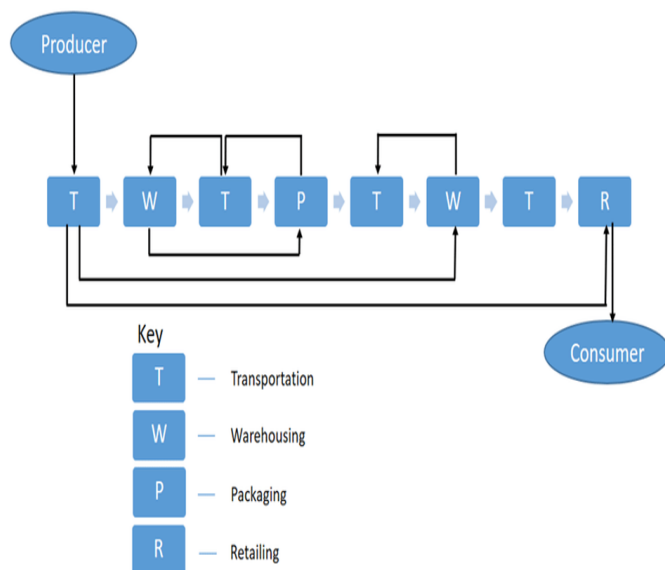 Producer
T W T P T W T R
Consumer
Key
T — Transportation
W — Warehousing
P — Packaging
R — Retailing